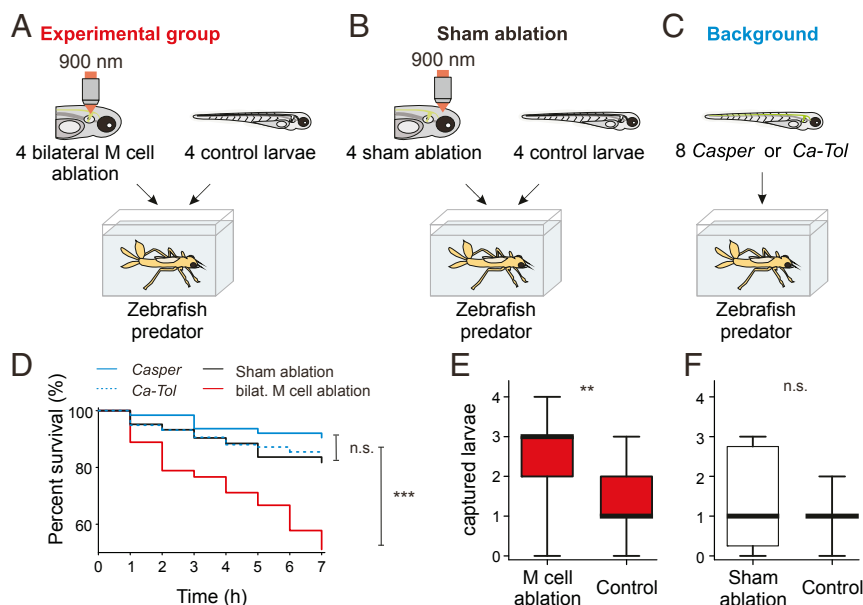 A
Experimental group
900 nm
4 bilateral M cell
ablation
4 control larvae
Zebrafish
predator
B
Sham ablation
900 nm
4 sham ablation
4 control larvae
Zebrafish
predator
C
Background
8 Casper or Ca-Tol
Zebrafish
predator
D
Casper
Ca-Tol
Sham ablation
bilat. M cell ablation
Percent survival (%)
100
80
60
0 1 2 3 4 5 6 7
Time (h)
n.s.
***
E
**
captured larvae
4
3
2
1
0
M cell
ablation
Control
F
n.s.
4
3
2
1
0
Sham
ablation
Control